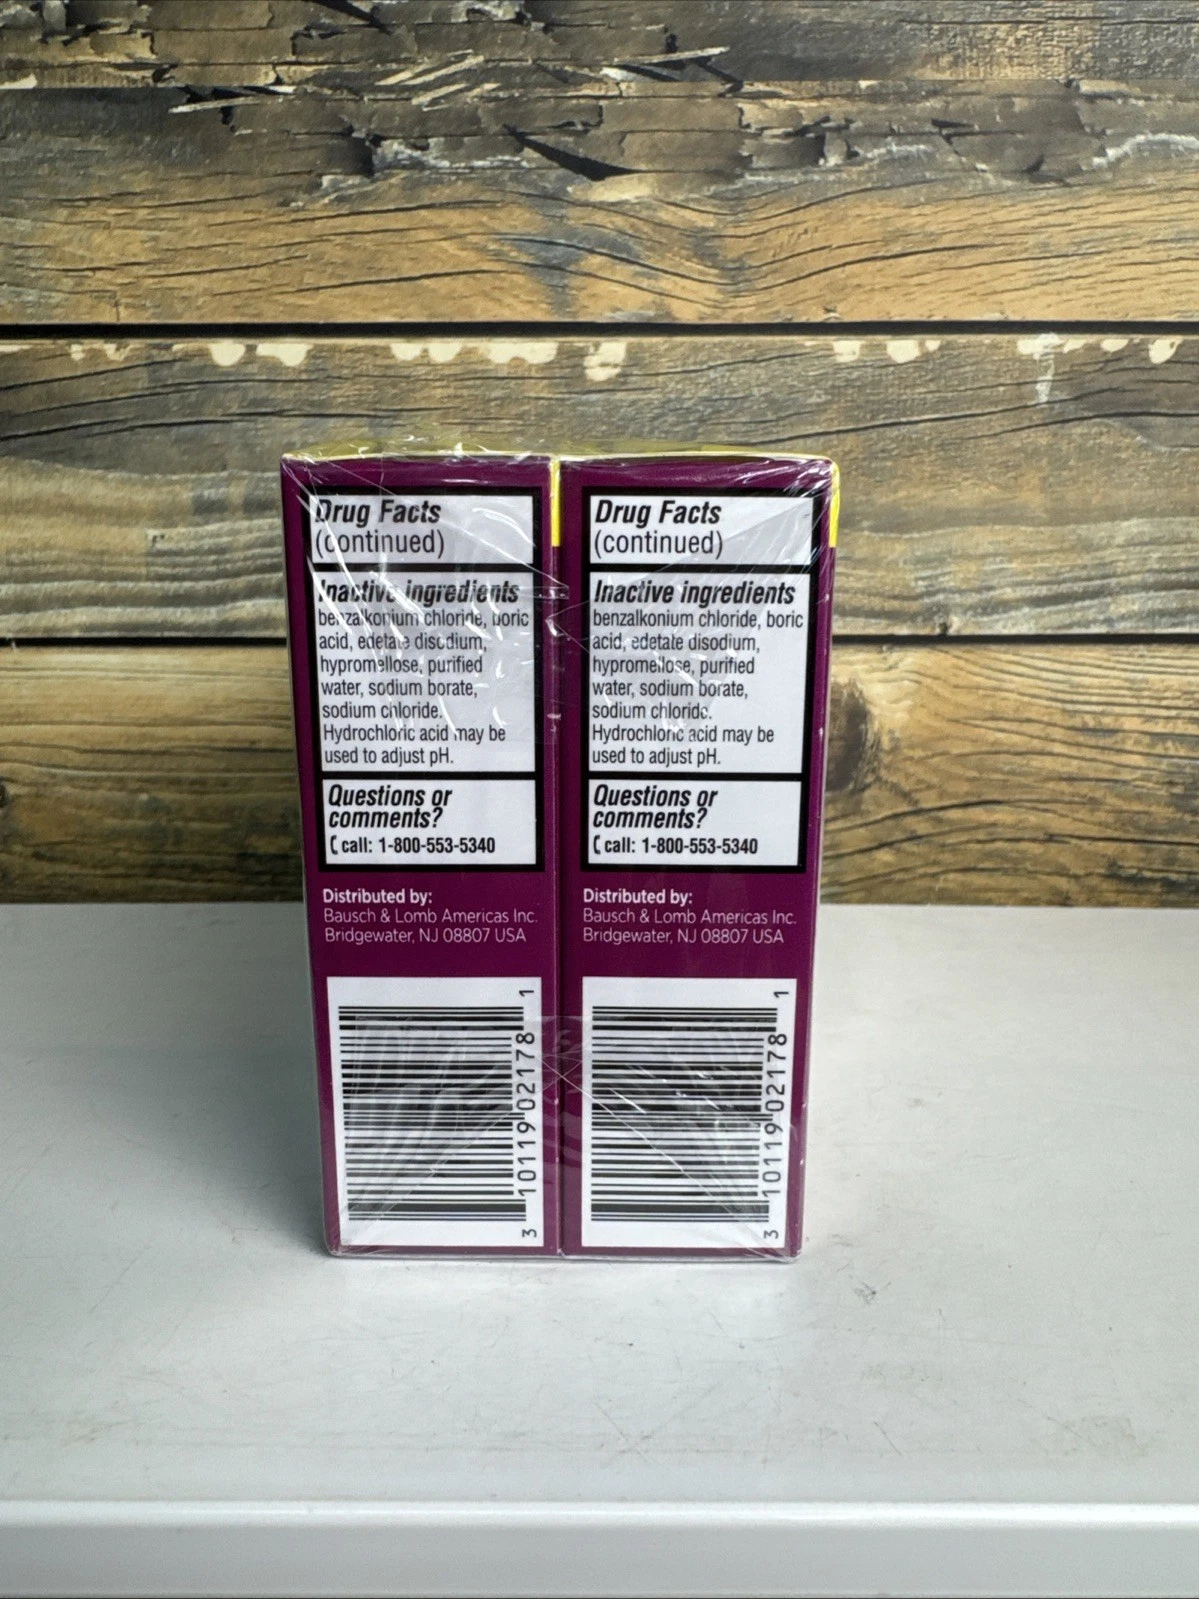 Drug Facts
(continued)
Inactive ingredients
benzalkonium chloride, boric
acid, edetate disodium,
hypromellose, purified
water, sodium borate,
sodium chloride.
Hydrochloric acid may be
used to adjust pH.
Questions or
comments?
call: 1-800-553-5340
Distributed by:
Bausch & Lomb Americas Inc.
Bridgewater, NJ 08807 USA
3 10119 02178 1
Drug Facts
(continued)
Inactive ingredients
benzalkonium chloride, boric
acid, edetate disodium,
hypromellose, purified
water, sodium borate,
sodium chloride.
Hydrochloric acid may be
used to adjust pH.
Questions or
comments?
call: 1-800-553-5340
Distributed by:
Bausch & Lomb Americas Inc.
Bridgewater, NJ 08807 USA
3 10119 02178 1